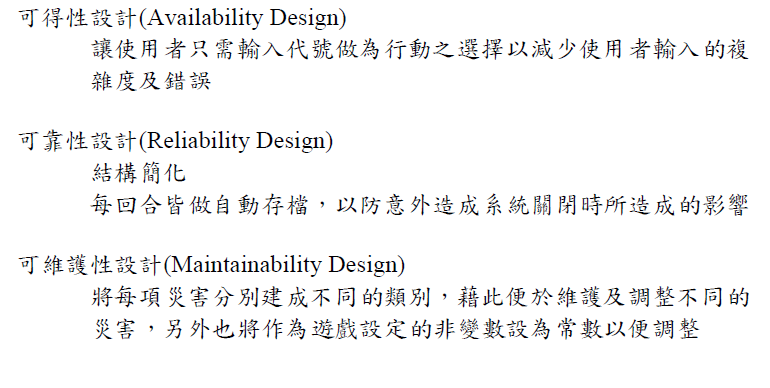 可得性設計(Availability Design)
讓使用者只需輸入代號做為行動之選擇以減少使用者輸入的複
雜度及錯誤
可靠性設計(Reliability Design)
結構簡化
每回合皆做自動存檔，以防意外造成系統關閉時所造成的影響
可維護性設計(Maintainability Design)
將每項災害分別建成不同的類別，藉此便於維護及調整不同的
災害，另外也將作為遊戲設定的非變數設為常數以便調整